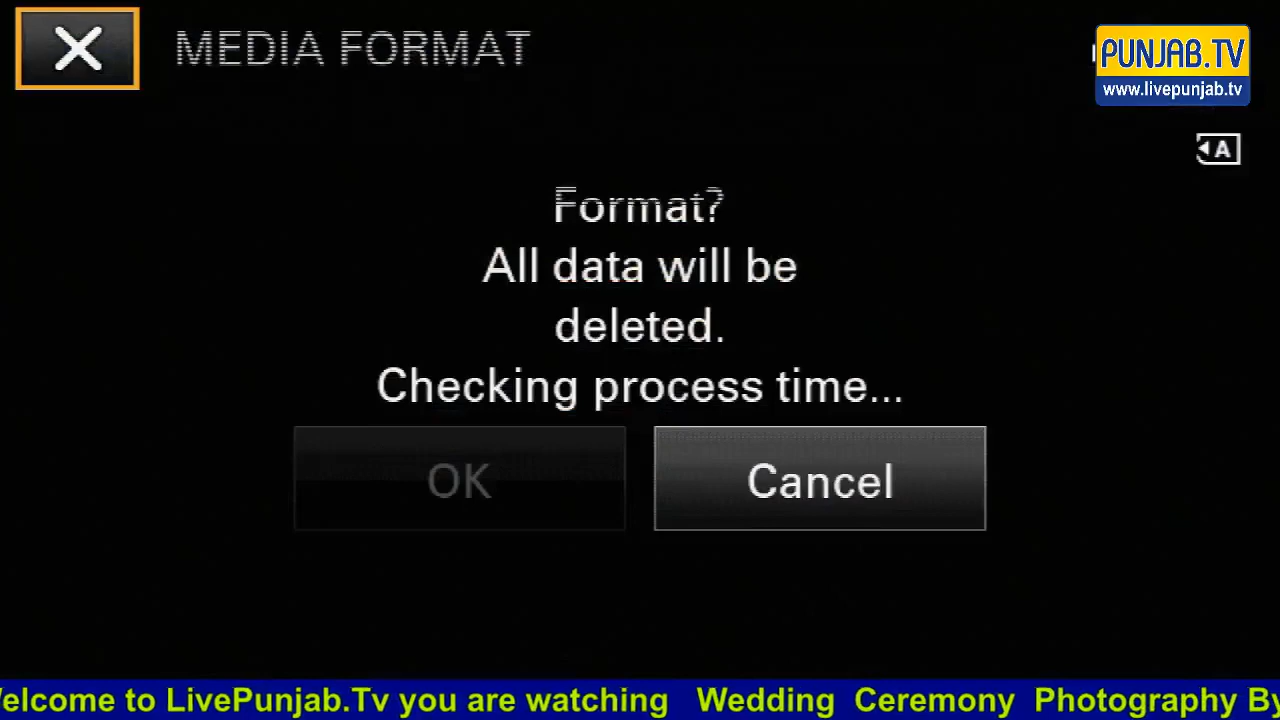 MEDIA FORMAT
PUNJAB.TV
www.livepunjab.tv
A
Format?
All data will be
deleted.
Checking process time...
OK
Cancel
elcome to LivePunjab.Tv you are watching Wedding Ceremony Photography By